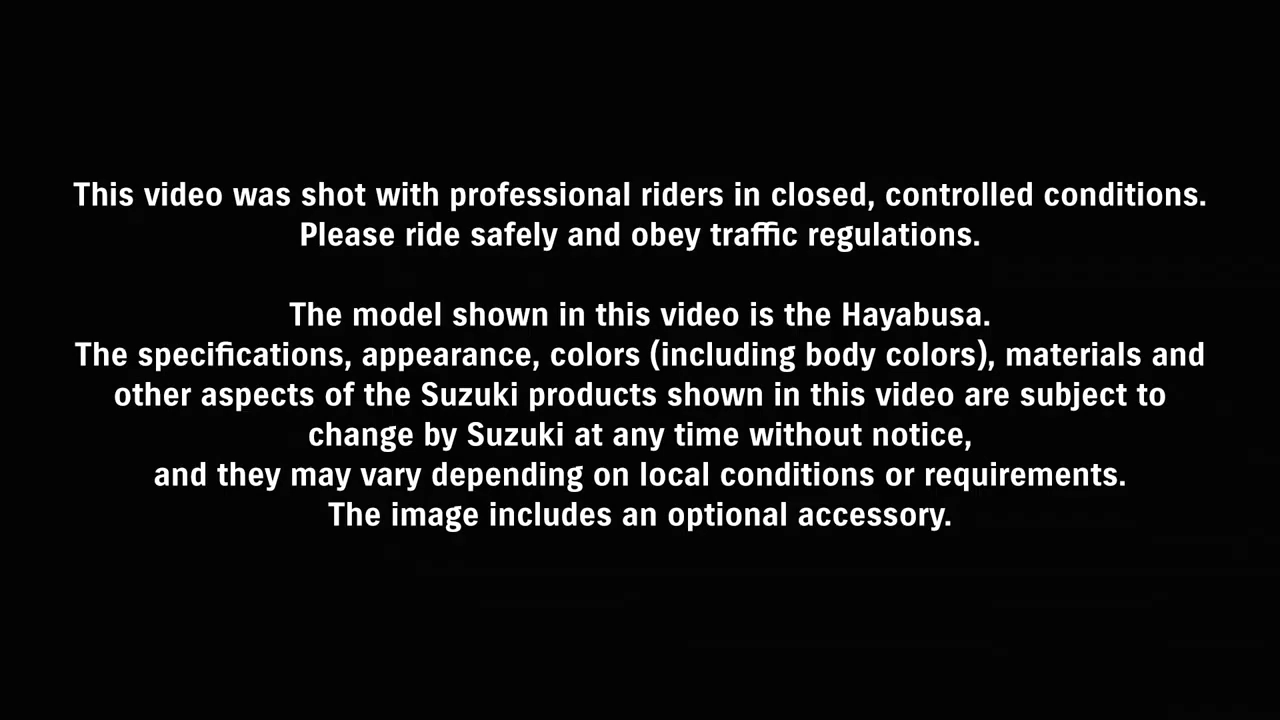 This video was shot with professional riders in closed, controlled conditions.
Please ride safely and obey traffic regulations.
The model shown in this video is the Hayabusa.
The specifications, appearance, colors (including body colors), materials and
other aspects of the Suzuki products shown in this video are subject to
change by Suzuki at any time without notice,
and they may vary depending on local conditions or requirements.
The image includes an optional accessory.